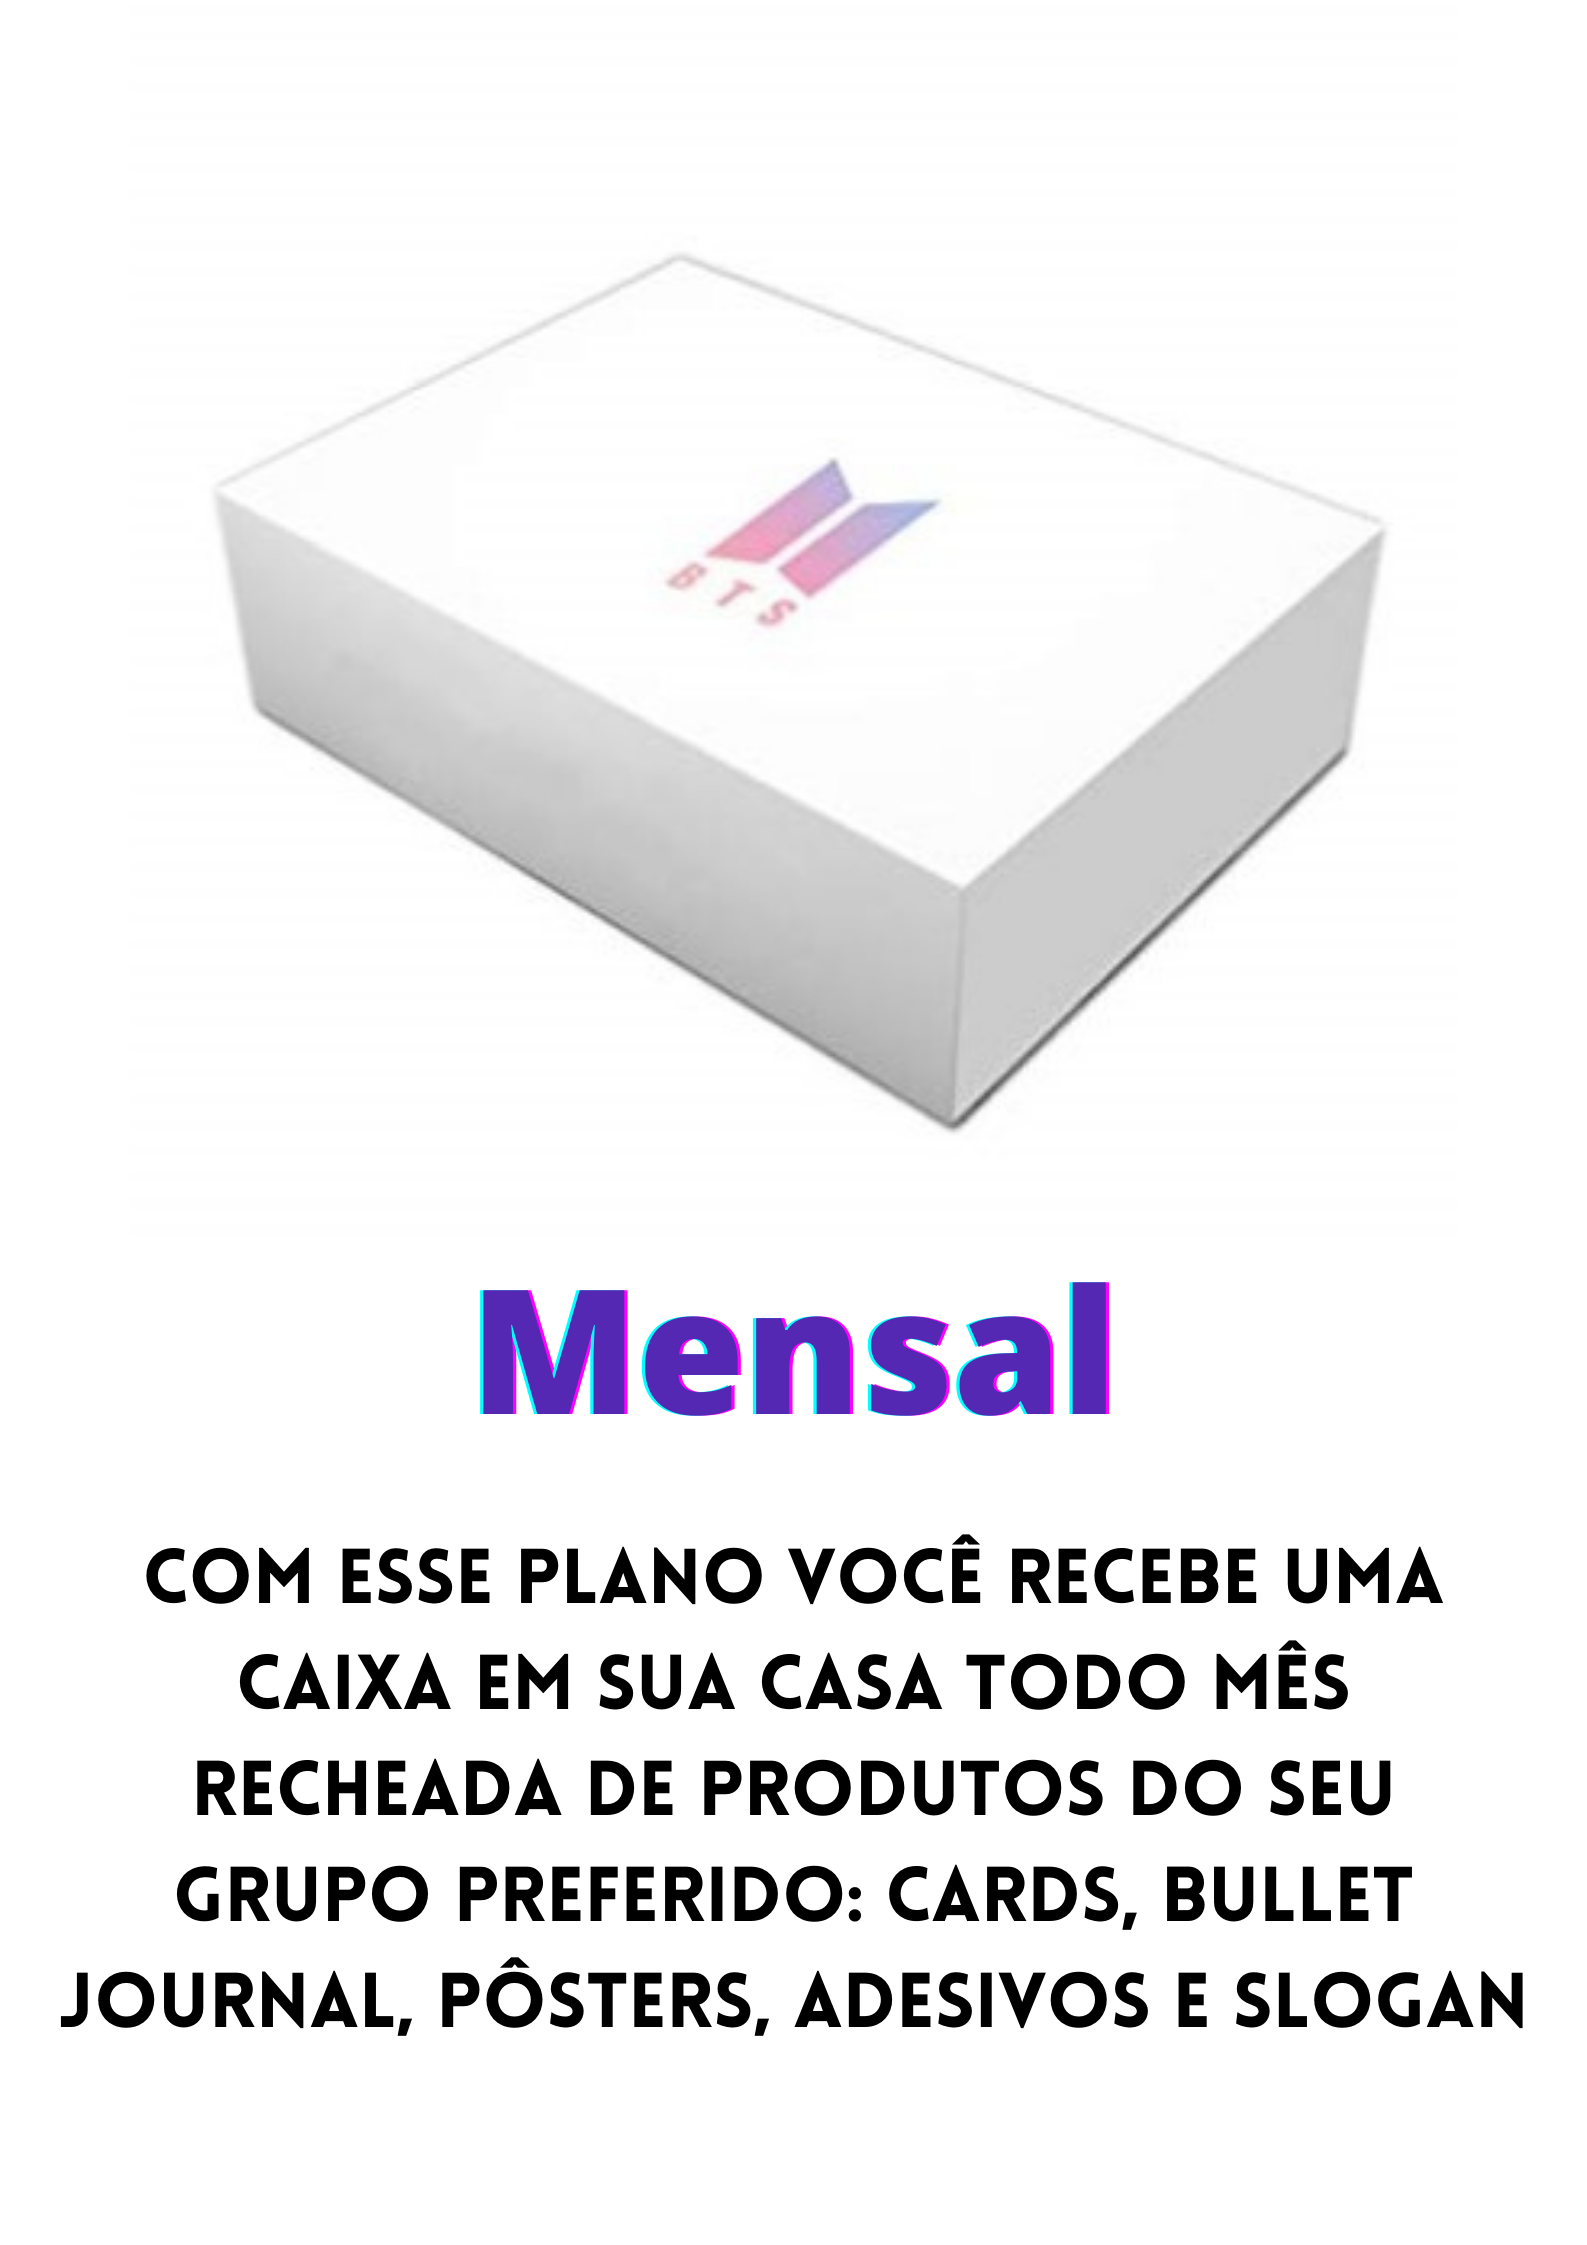 BTS
Mensal
COM ESSE PLANO VOCÊ RECEBE UMA
CAIXA EM SUA CASA TODO MÊS
RECHEADA DE PRODUTOS DO SEU
GRUPO PREFERIDO: CARDS, BULLET
JOURNAL, PÔSTERS, ADESIVOS E SLOGAN